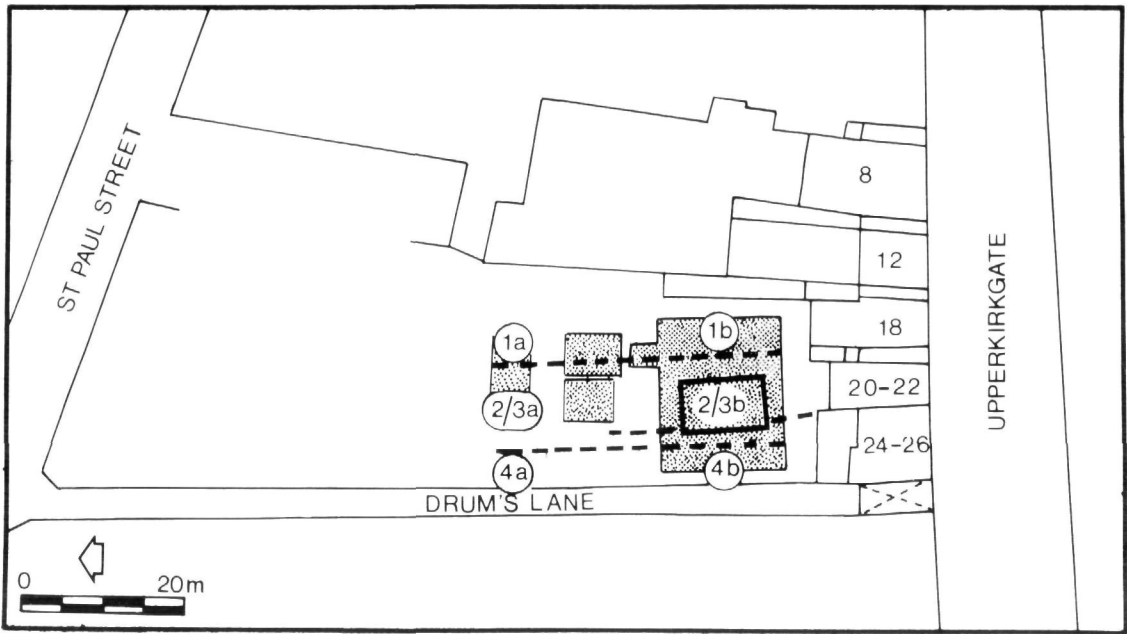 ST PAUL STREET
8
12
18
20-22
24-26
UPPERKIRKGATE
1a
1b
2/3a
2/3b
4a
4b
DRUM'S LANE
0 20m